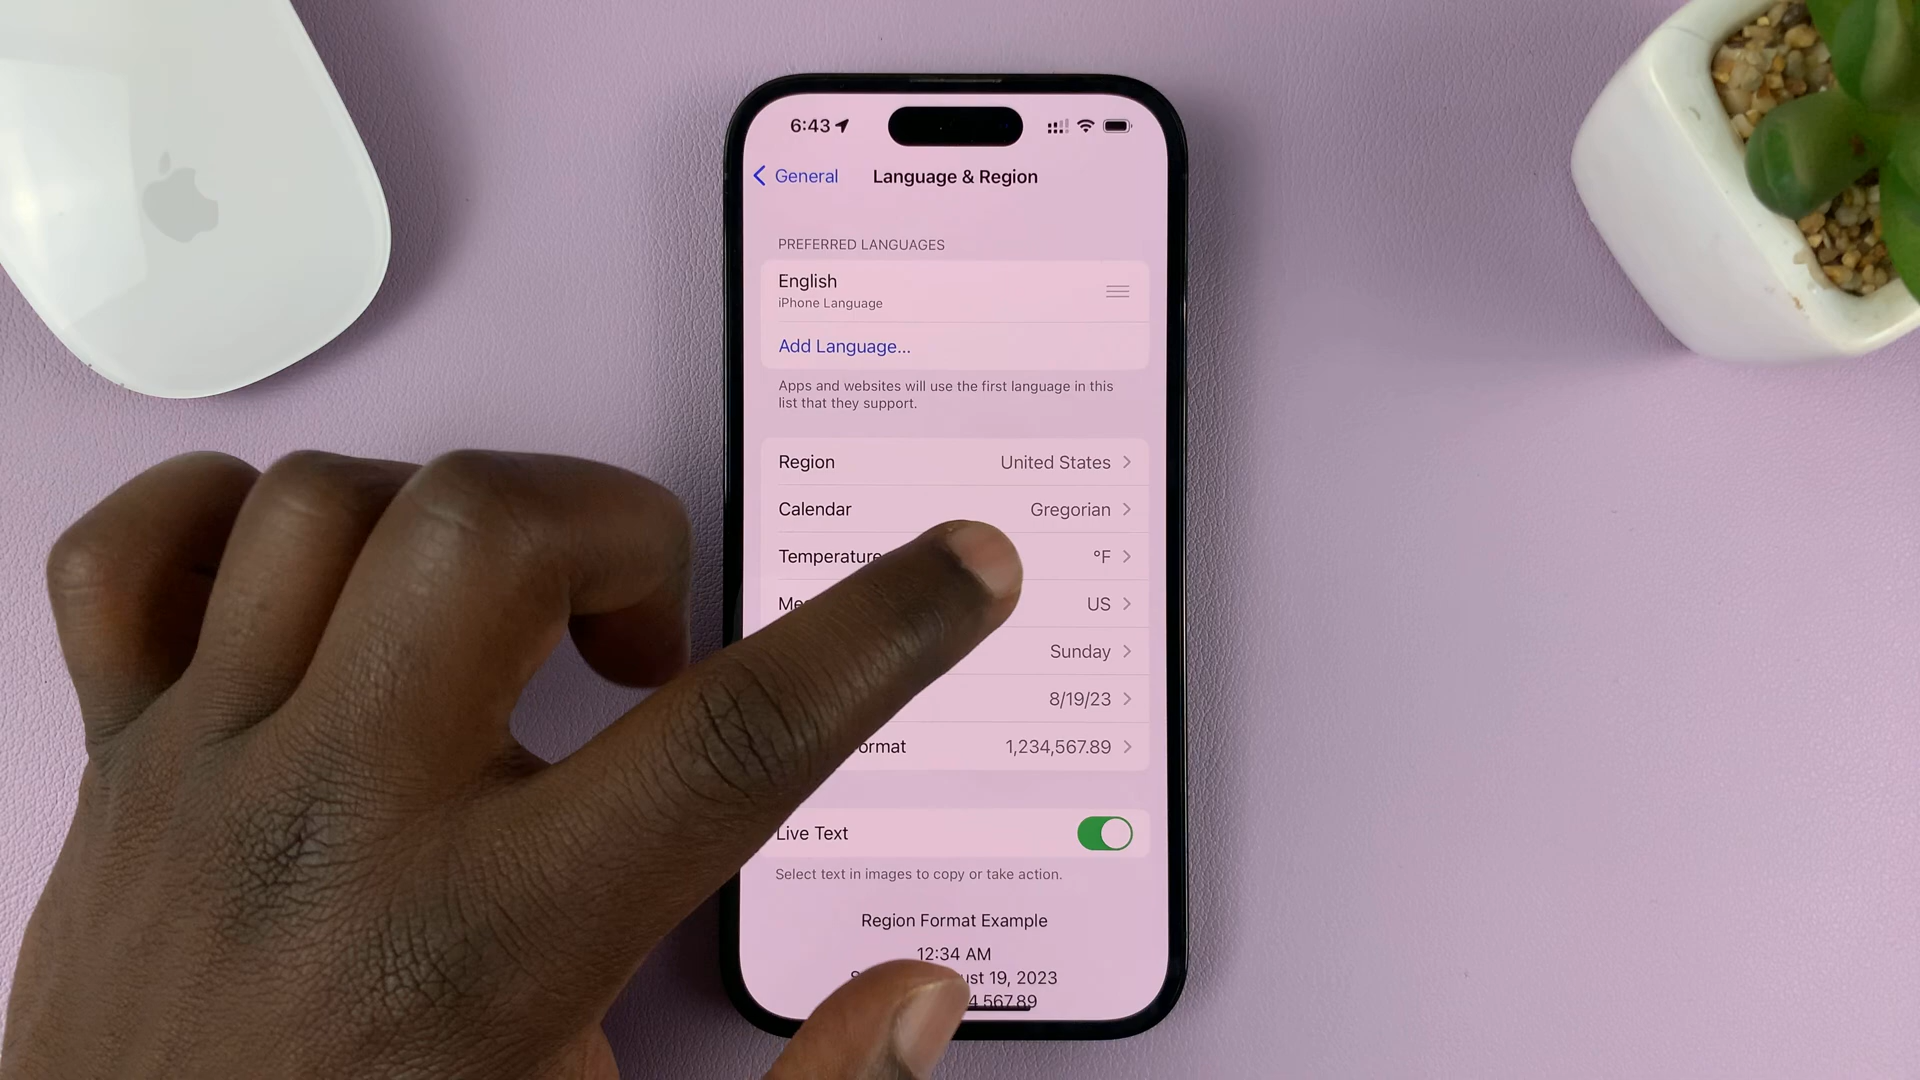 6:43
General
Language & Region
PREFERRED LANGUAGES
English
iPhone Language
Add Language...
Apps and websites will use the first language in this
list that they support.
Region United States
Calendar Gregorian
Temperature °F
US
Sunday
8/19/23
1,234,567.89
Live Text
Select text in images to copy or take action.
Region Format Example
12:34 AM
19, 2023
567.89